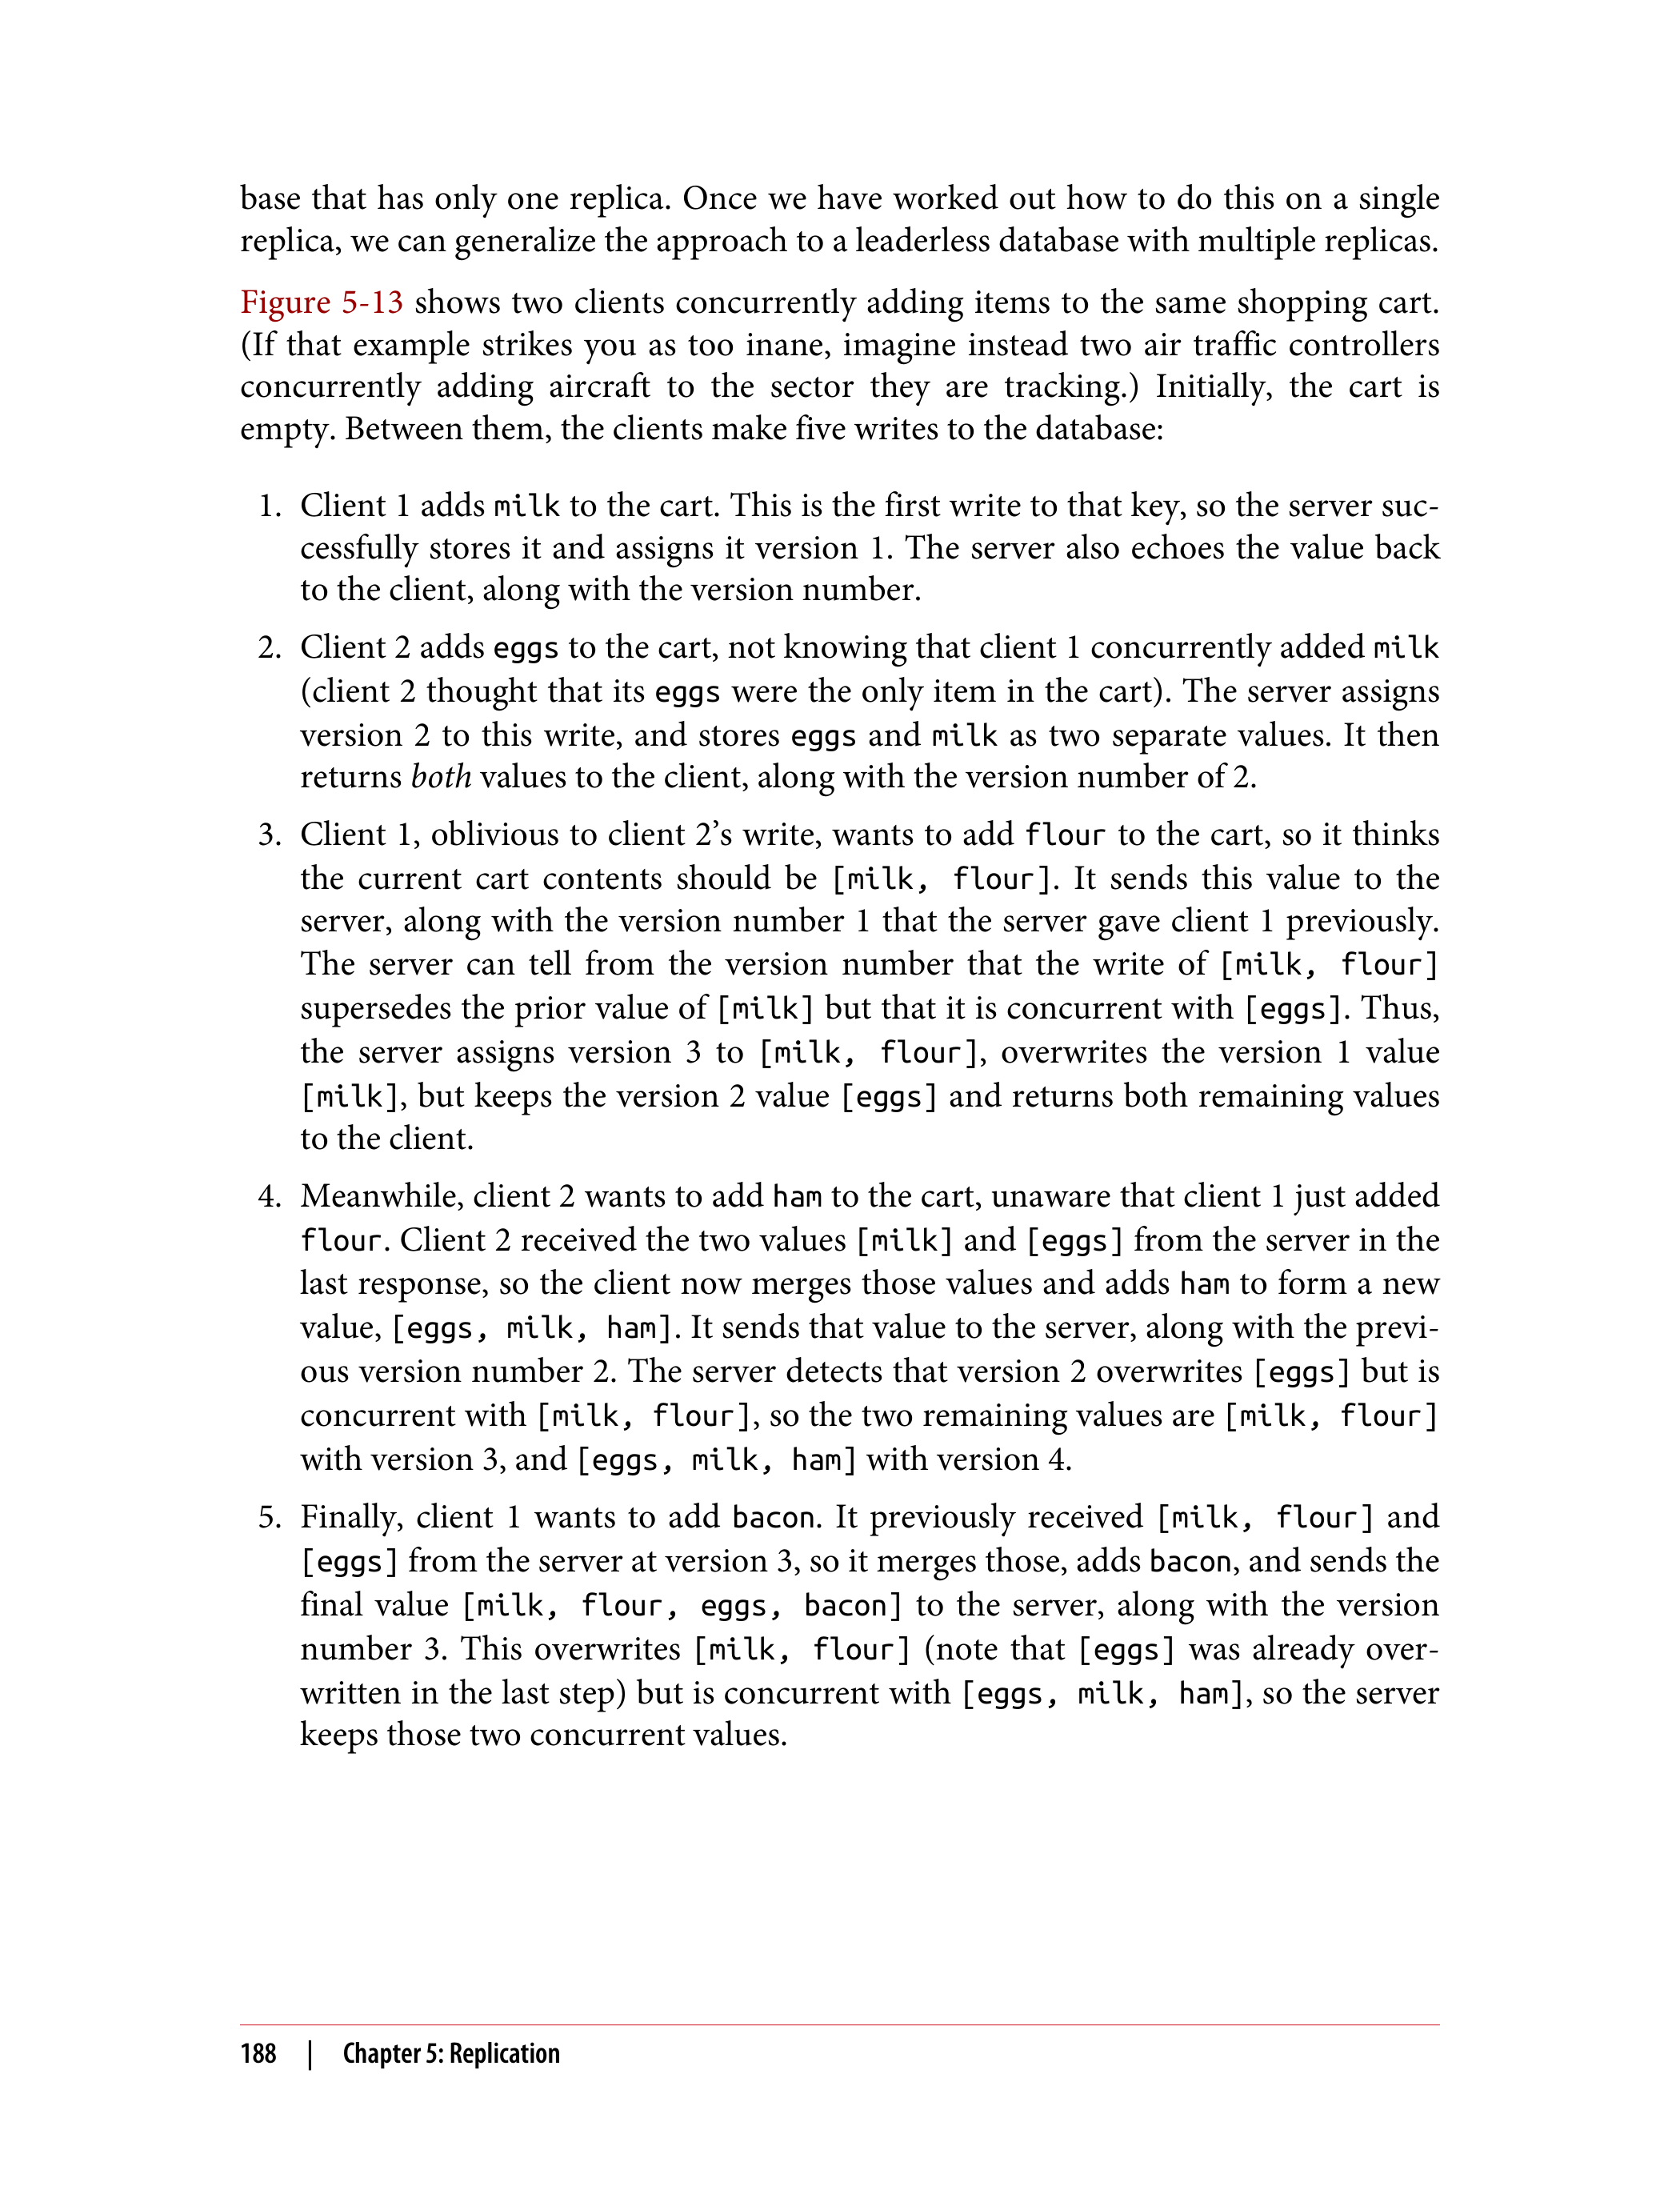 base that has only one replica. Once we have worked out how to do this on a single
replica, we can generalize the approach to a leaderless database with multiple replicas.
Figure 5-13 shows two clients concurrently adding items to the same shopping cart.
(If that example strikes you as too inane, imagine instead two air traffic controllers
concurrently adding aircraft to the sector they are tracking.) Initially, the cart is
empty. Between them, the clients make five writes to the database:
1. Client 1 adds milk to the cart. This is the first write to that key, so the server suc-
cessfully stores it and assigns it version 1. The server also echoes the value back
to the client, along with the version number.
2. Client 2 adds eggs to the cart, not knowing that client 1 concurrently added milk
(client 2 thought that its eggs were the only item in the cart). The server assigns
version 2 to this write, and stores eggs and milk as two separate values. It then
returns both values to the client, along with the version number of 2.
3. Client 1, oblivious to client 2’s write, wants to add flour to the cart, so it thinks
the current cart contents should be [milk, flour]. It sends this value to the
server, along with the version number 1 that the server gave client 1 previously.
The server can tell from the version number that the write of [milk, flour]
supersedes the prior value of [milk] but that it is concurrent with [eggs]. Thus,
the server assigns version 3 to [milk, flour], overwrites the version 1 value
[milk], but keeps the version 2 value [eggs] and returns both remaining values
to the client.
4. Meanwhile, client 2 wants to add ham to the cart, unaware that client 1 just added
flour. Client 2 received the two values [milk] and [eggs] from the server in the
last response, so the client now merges those values and adds ham to form a new
value, [eggs, milk, ham]. It sends that value to the server, along with the previ-
ous version number 2. The server detects that version 2 overwrites [eggs] but is
concurrent with [milk, flour], so the two remaining values are [milk, flour]
with version 3, and [eggs, milk, ham] with version 4.
5. Finally, client 1 wants to add bacon. It previously received [milk, flour] and
[eggs] from the server at version 3, so it merges those, adds bacon, and sends the
final value [milk, flour, eggs, bacon] to the server, along with the version
number 3. This overwrites [milk, flour] (note that [eggs] was already over-
written in the last step) but is concurrent with [eggs, milk, ham], so the server
keeps those two concurrent values.
188 | Chapter 5: Replication